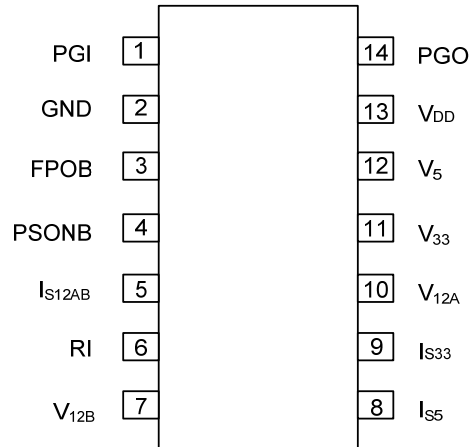 PGI 1 14 PGO
GND 2 13 VDD
FPOB 3 12 V5
PSONB 4 11 V33
IS12AB 5 10 V12A
RI 6 9 IS33
V12B 7 8 IS5